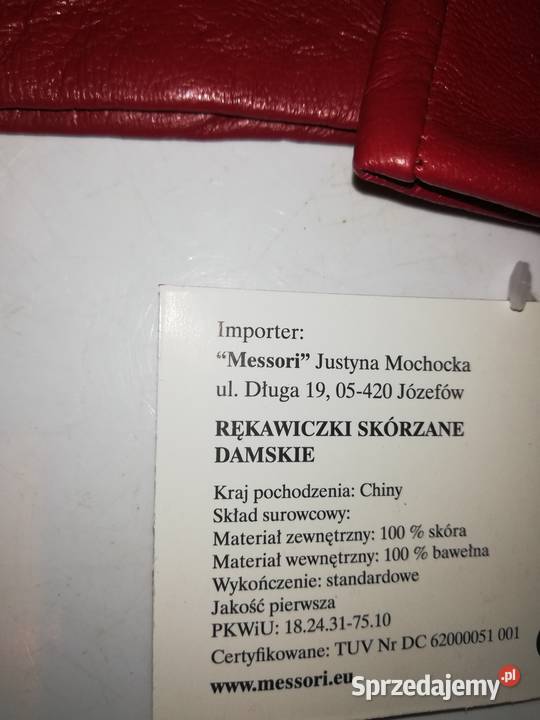 Importer:
“Messori” Justyna Mochocka
ul. Długa 19, 05-420 Józefów
RĘKAWICZKI SKÓRZANE
DAMSKIE
Kraj pochodzenia: Chiny
Skład surowcowy:
Materiał zewnętrzny: 100 % skóra
Materiał wewnętrzny: 100 % bawełna
Wykończenie: standardowe
Jakość pierwsza
PKWiU: 18.24.31-75.10
Certyfikowane: TUV Nr DC 62000051 001
www.messori.eu
Sprzedajemy.pl